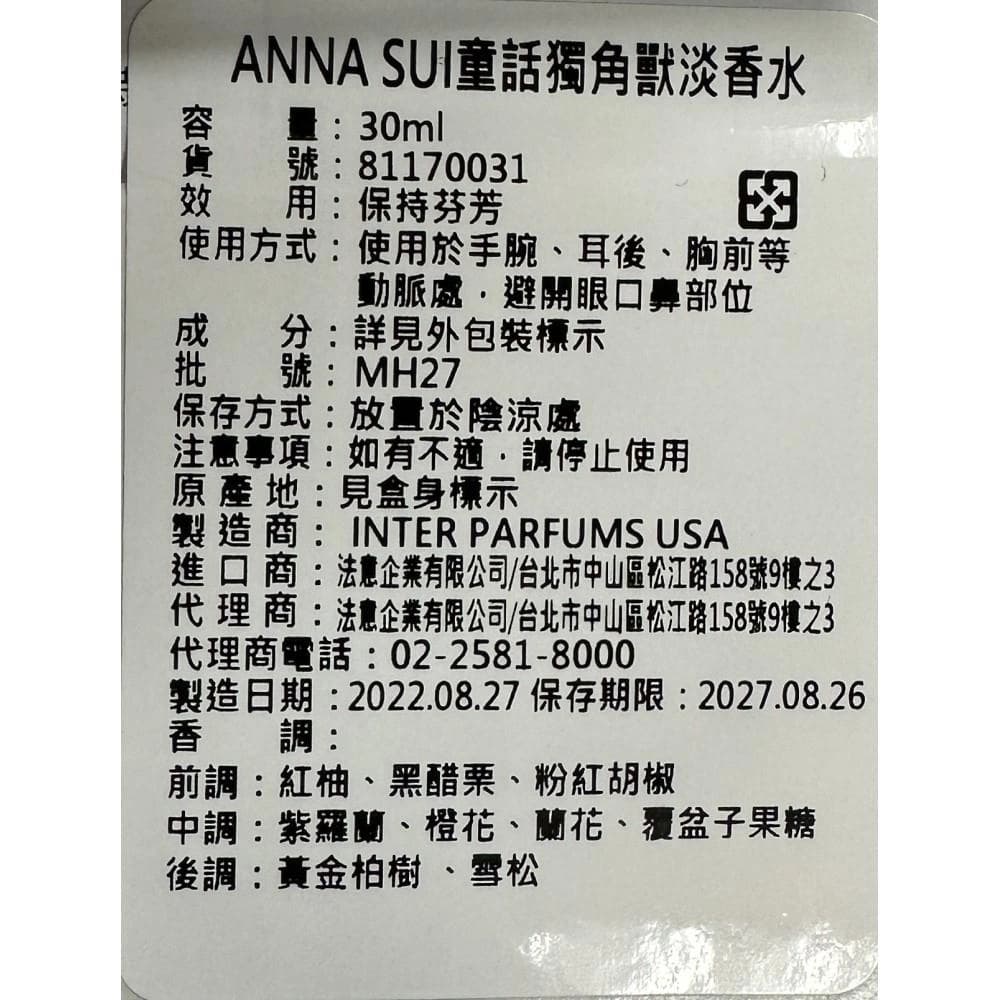 ANNA SUI童話獨角獸淡香水
容量：30ml
貨號：81170031
效用：保持芬芳
使用方式：使用於手腕、耳後、胸前等
動脈處，避開眼口鼻部位
成分：詳見外包裝標示
批號：MH27
保存方式：放置於陰涼處
注意事項：如有不適，請停止使用
原產地：見盒身標示
製造商：INTER PARFUMS USA
進口商：法意企業有限公司/台北市中山區松江路158號9樓之3
代理商：法意企業有限公司/台北市中山區松江路158號9樓之3
代理商電話：02-2581-8000
製造日期：2022.08.27 保存期限：2027.08.26
香調：
前調：紅柚、黑醋栗、粉紅胡椒
中調：紫羅蘭、橙花、蘭花、覆盆子果糖
後調：黃金柏樹、雪松